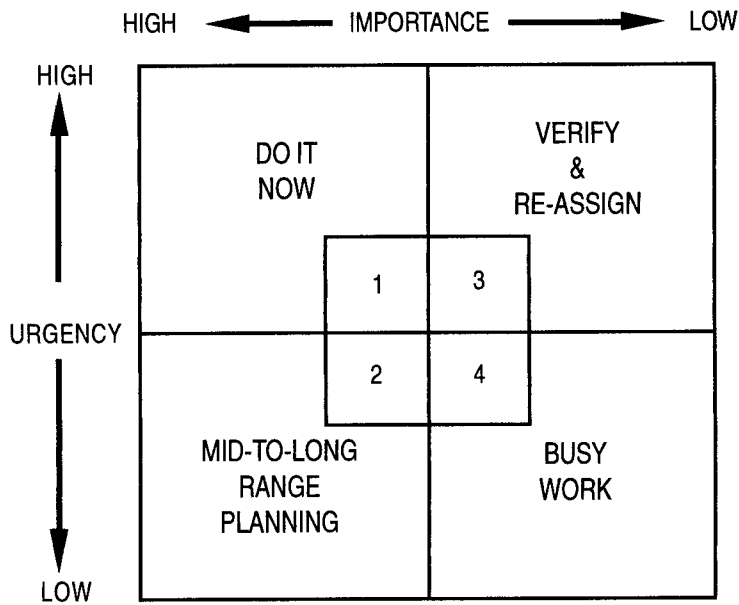 HIGH IMPORTANCE LOW
HIGH
DO IT
NOW
VERIFY
&
RE-ASSIGN
1 3
URGENCY
2 4
MID-TO-LONG
RANGE
PLANNING
BUSY
WORK
LOW